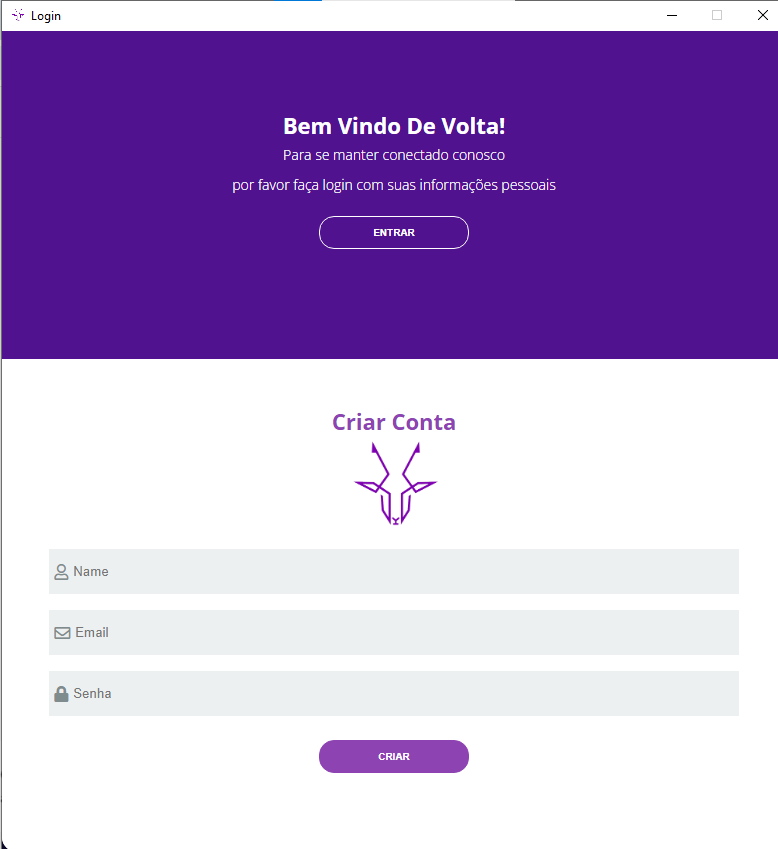 Login
Bem Vindo De Volta!
Para se manter conectado conosco
por favor faça login com suas informações pessoais
ENTRAR
Criar Conta
Name
Email
Senha
CRIAR